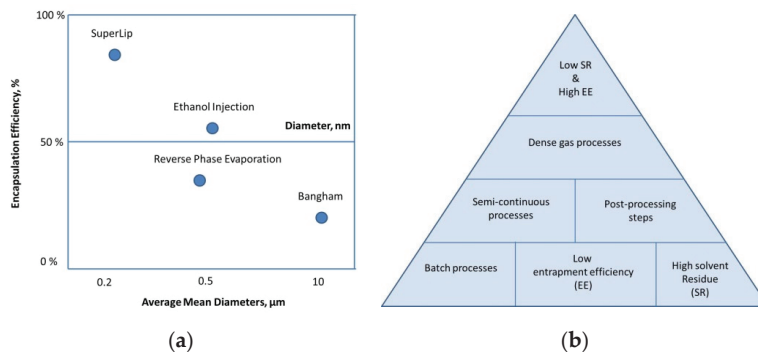 100 %
SuperLip
Ethanol Injection
Diameter, nm
50 %
Reverse Phase Evaporation
Bangham
0 %
0.2
0.5
10
Encapsulation Efficiency, %
Average Mean Diameters, µm
(a)
Low SR
&
High EE
Dense gas processes
Semi-continuous
processes
Post-processing
steps
Batch processes
Low
entrapment efficiency
(EE)
High solvent
Residue
(SR)
(b)